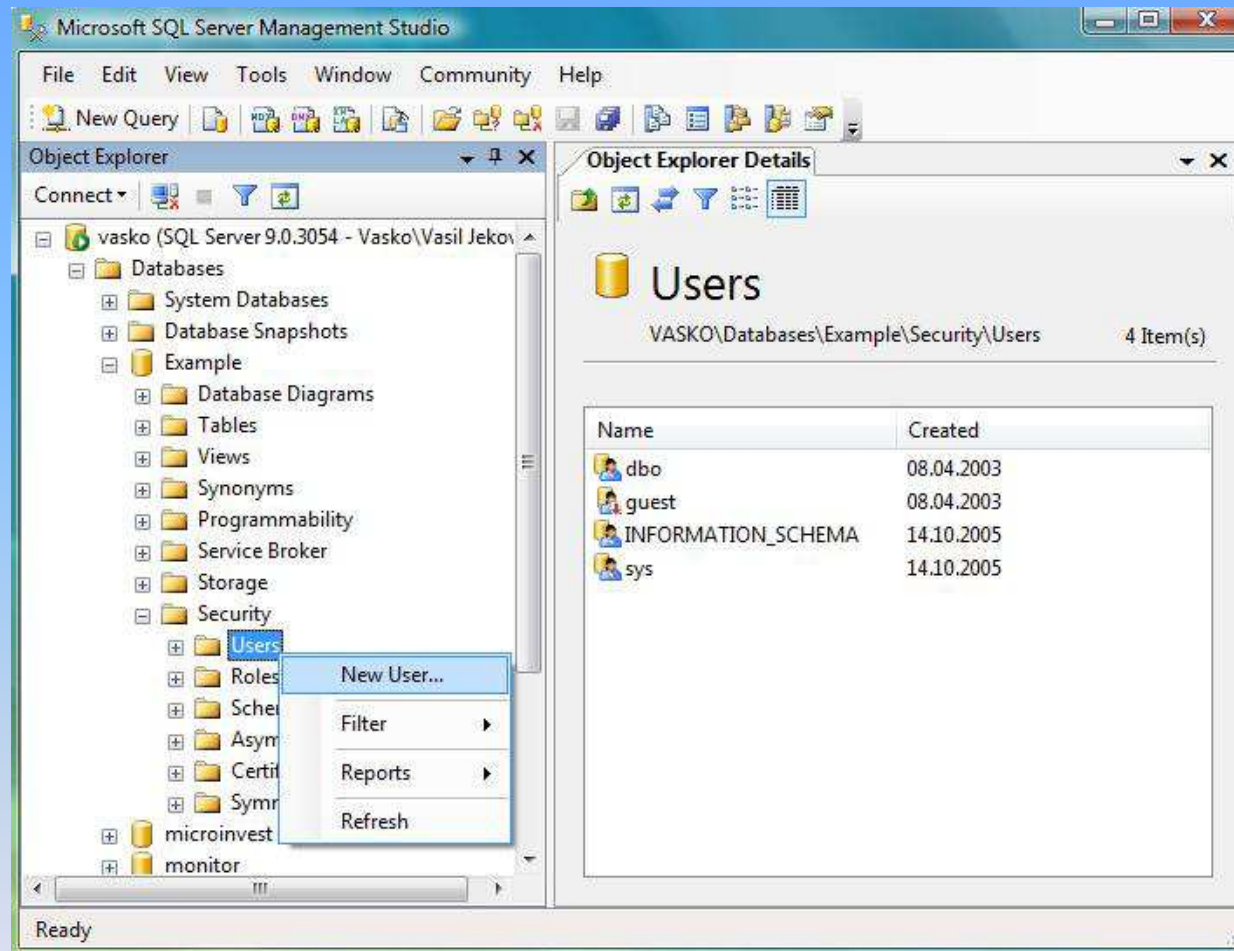 Microsoft SQL Server Management Studio
File Edit View Tools Window Community Help
New Query
Object Explorer
Connect
vasko (SQL Server 9.0.3054 - Vasko\Vasil Jekov
Databases
System Databases
Database Snapshots
Example
Database Diagrams
Tables
Views
Synonyms
Programmability
Service Broker
Storage
Security
Users
Roles
Asym
Certif
Symr
microinvest
monitor
New User...
Filter
Reports
Refresh
Object Explorer Details
Users
VASKO\Databases\Example\Security\Users 4 Item(s)
Name Created
dbo 08.04.2003
guest 08.04.2003
INFORMATION_SCHEMA 14.10.2005
sys 14.10.2005
Ready